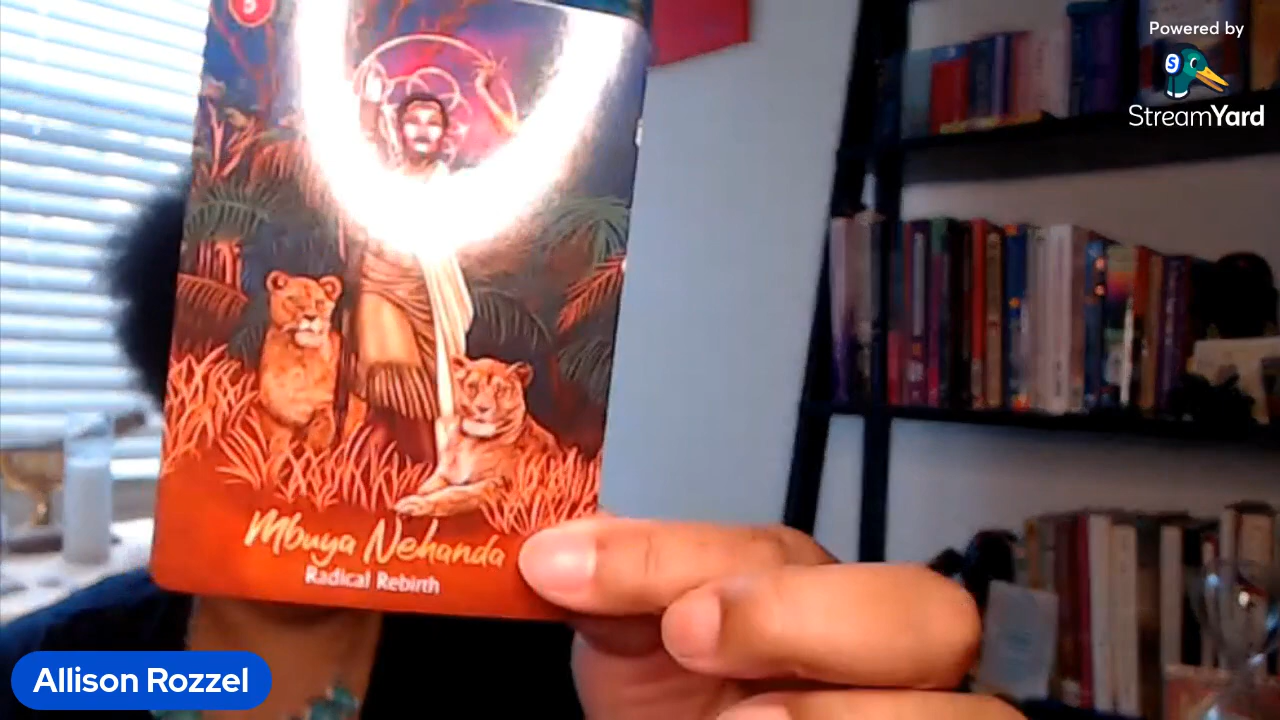 5
Powered by
S
StreamYard
Mbuya Nehanda
Radical Rebirth
Allison Rozzel